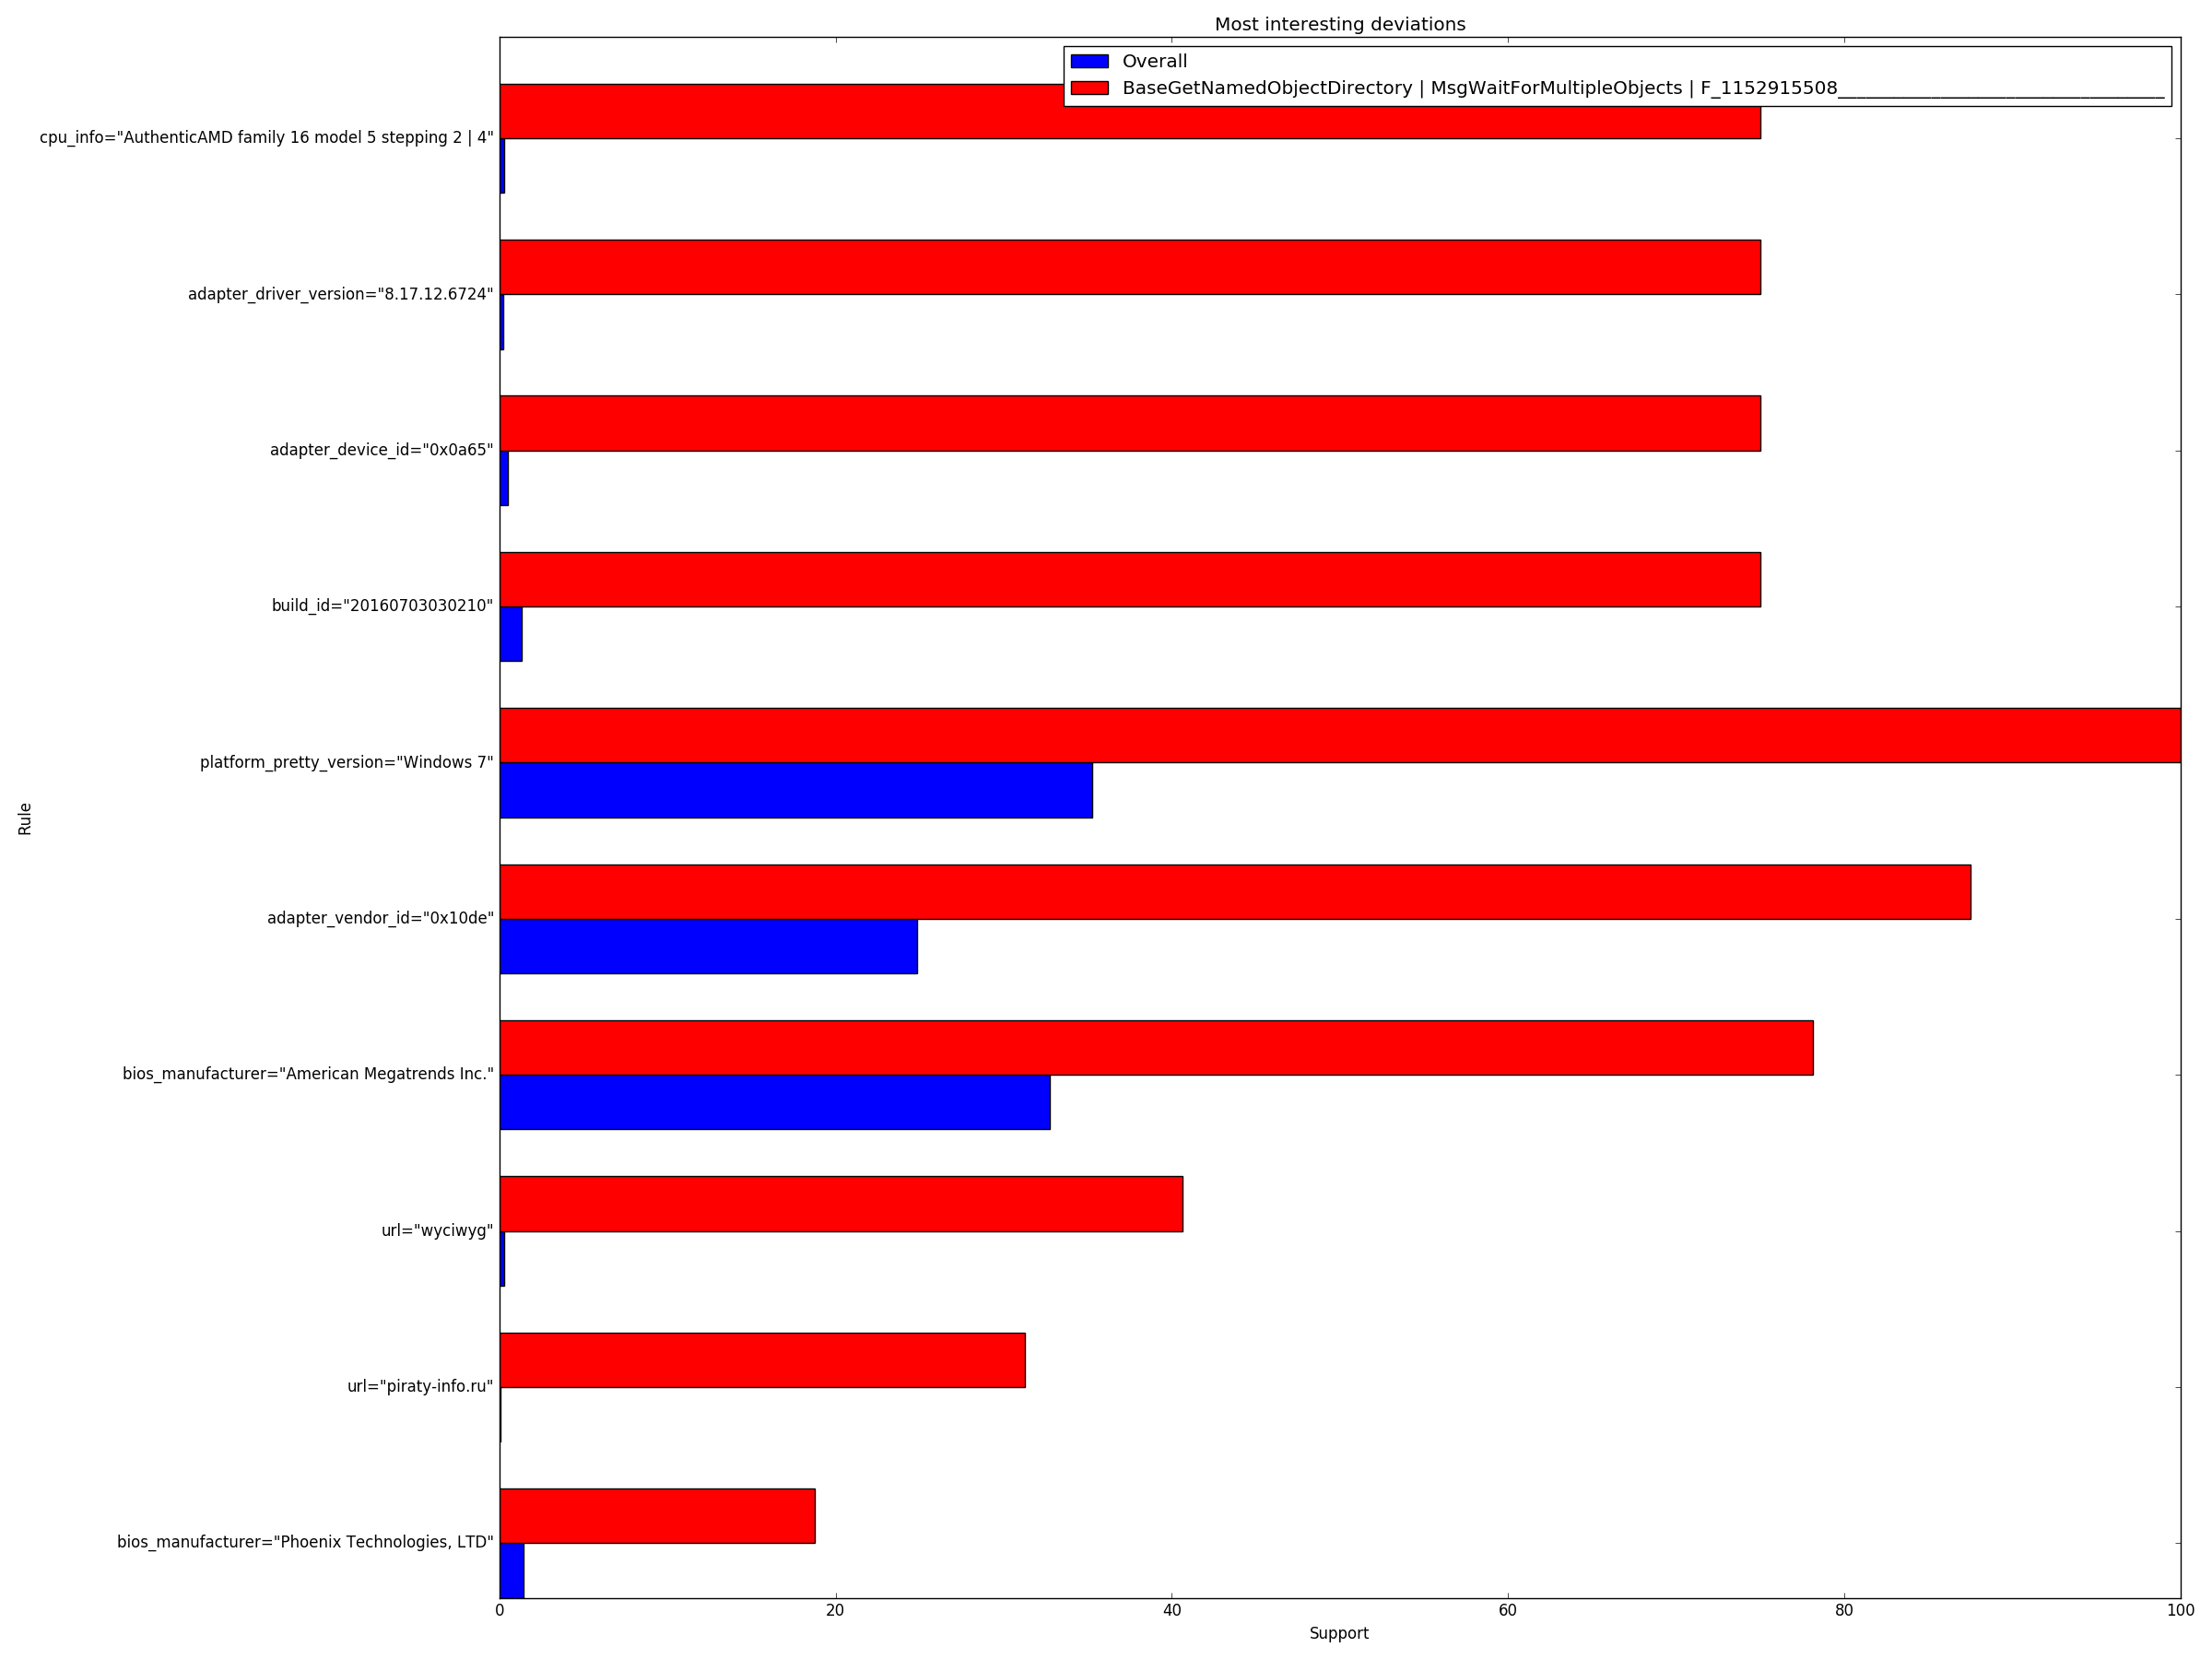 Most interesting deviations
Overall
BaseGetNamedObjectDirectory | MsgWaitForMultipleObjects | F_1152915508___________________________________
cpu_info="AuthenticAMD family 16 model 5 stepping 2 | 4"
adapter_driver_version="8.17.12.6724"
adapter_device_id="0x0a65"
build_id="20160703030210"
platform_pretty_version="Windows 7"
Rule
adapter_vendor_id="0x10de"
bios_manufacturer="American Megatrends Inc."
url="wyciwyg"
url="piraty-info.ru"
bios_manufacturer="Phoenix Technologies, LTD"
0 20 40 60 80 100
Support